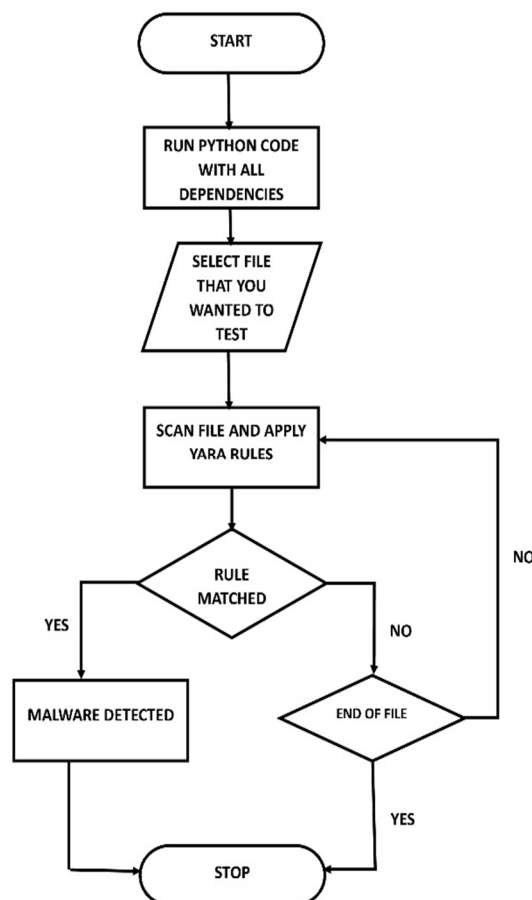 START
RUN PYTHON CODE
WITH ALL
DEPENDENCIES
SELECT FILE
THAT YOU
WANTED TO
TEST
SCAN FILE AND APPLY
YARA RULES
RULE
MATCHED
YES
NO
NO
MALWARE DETECTED
END OF FILE
YES
STOP